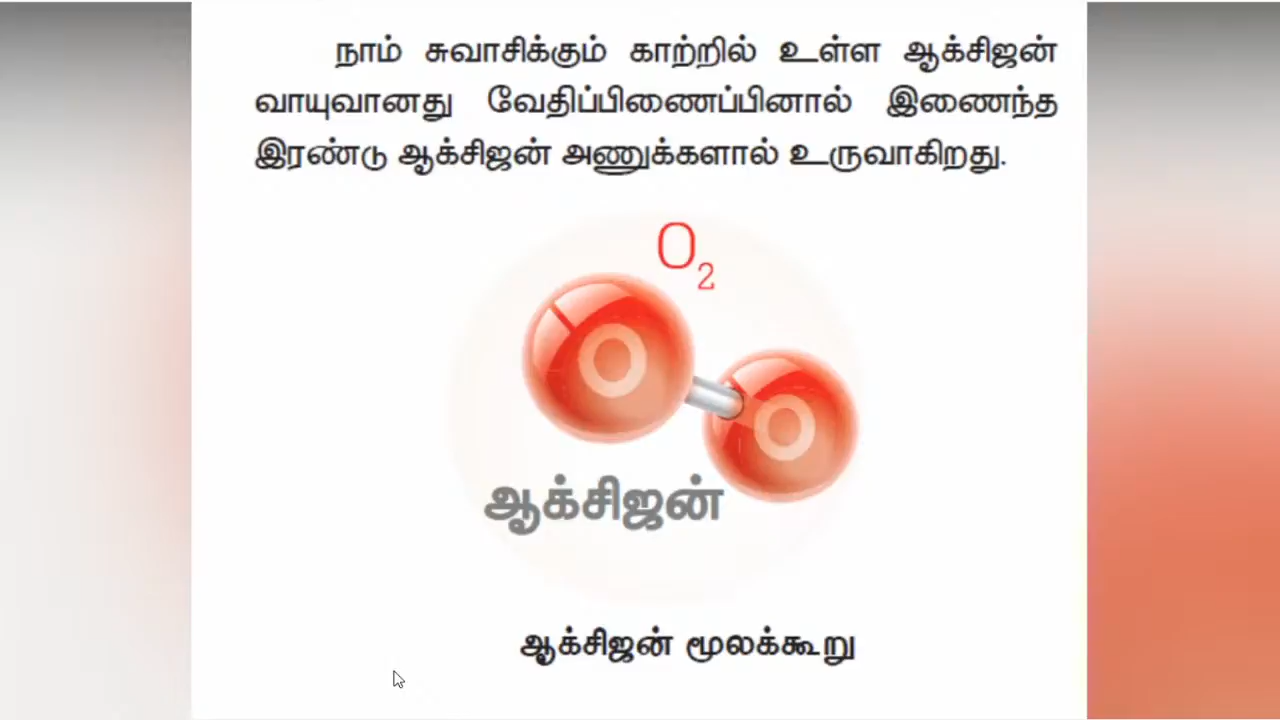 நாம் சுவாசிக்கும் காற்றில் உள்ள ஆக்சிஜன்
வாயுவானது வேதிப்பிணைப்பினால் இணைந்த
இரண்டு ஆக்சிஜன் அணுக்களால் உருவாகிறது.
O₂
O
O
ஆக்சிஜன்
ஆக்சிஜன் மூலக்கூறு